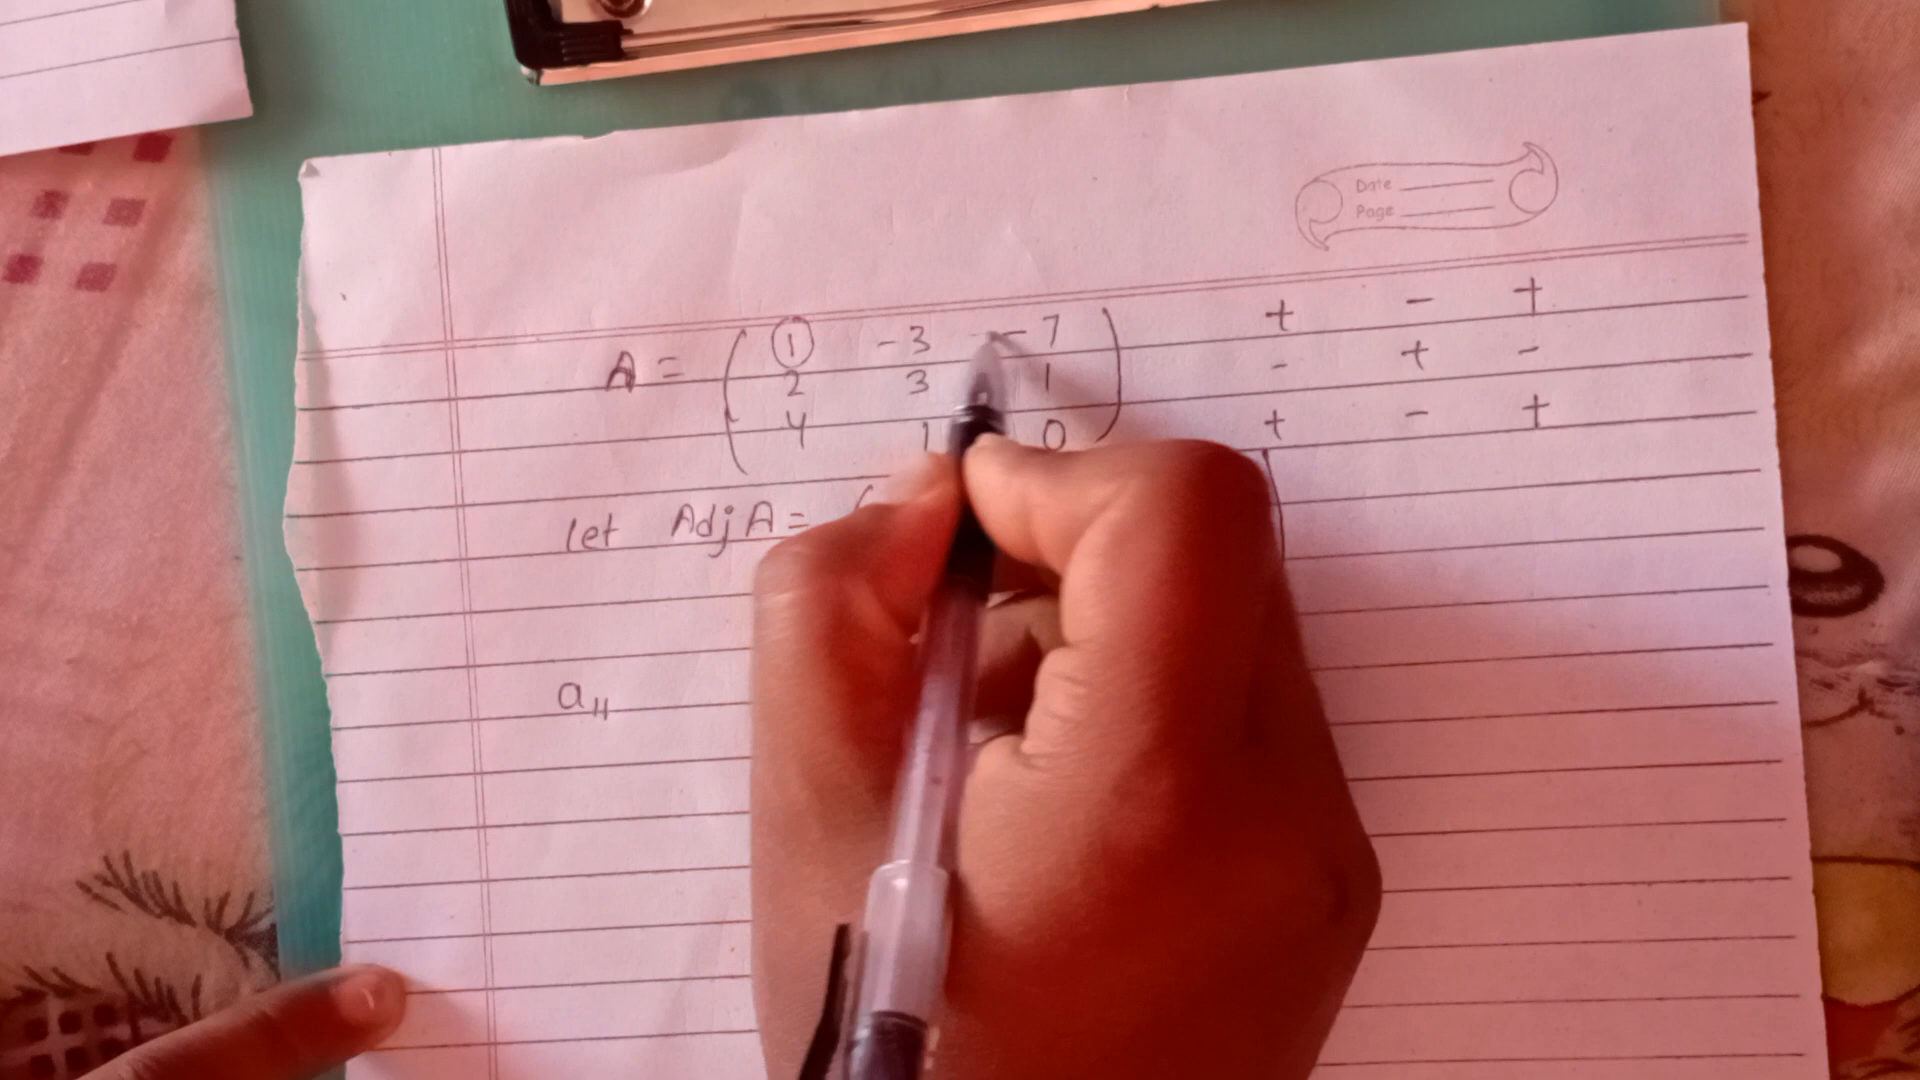 Date
Page
A = ( 1 -3 -7 ) + - +
2 3 1 - + -
4 1 0 + - +
let Adj A = (
a₁₁